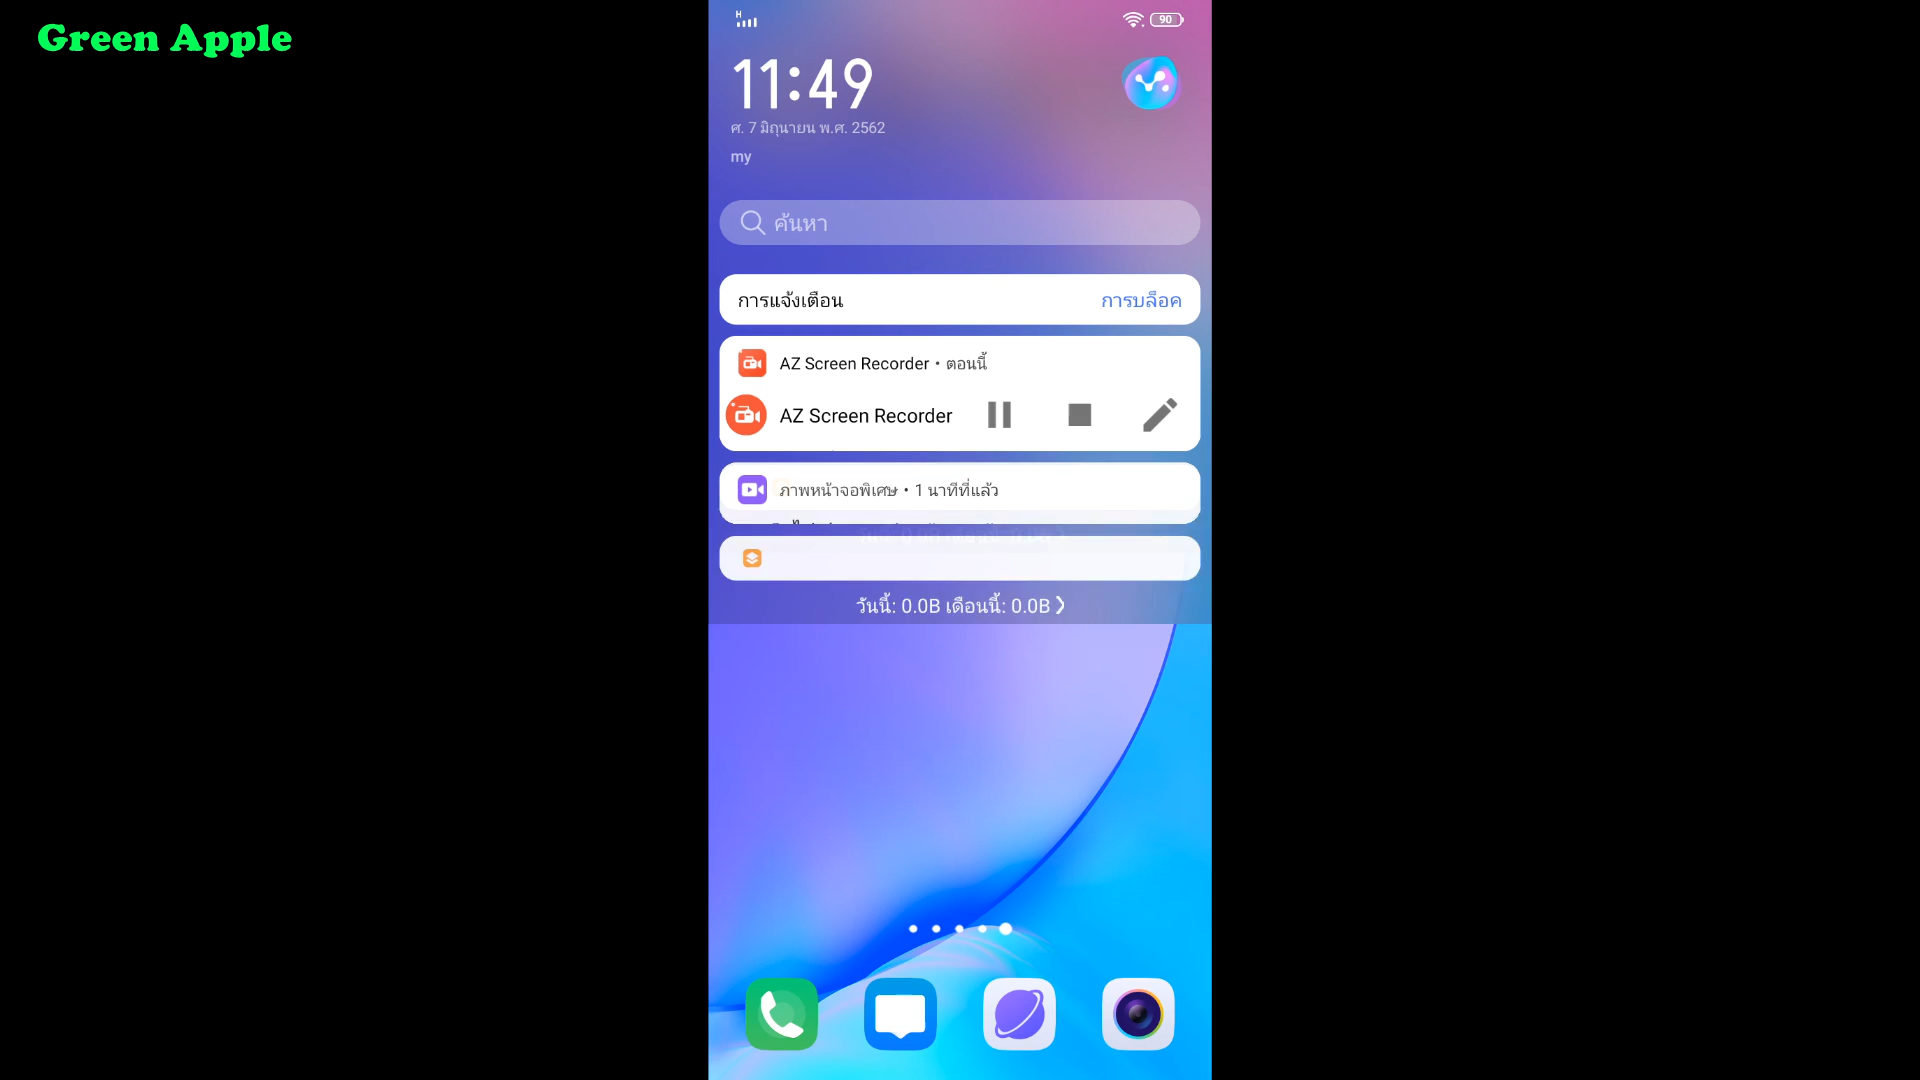 Green Apple
H
90
11:49
ศ. 7 มิถุนายน พ.ศ. 2562
my
ค้นหา
การแจ้งเตือน การบล็อค
AZ Screen Recorder • ตอนนี้
AZ Screen Recorder
ภาพหน้าจอพิเศษ • 1 นาทีที่แล้ว
วันนี้: 0.0B เดือนนี้: 0.0B